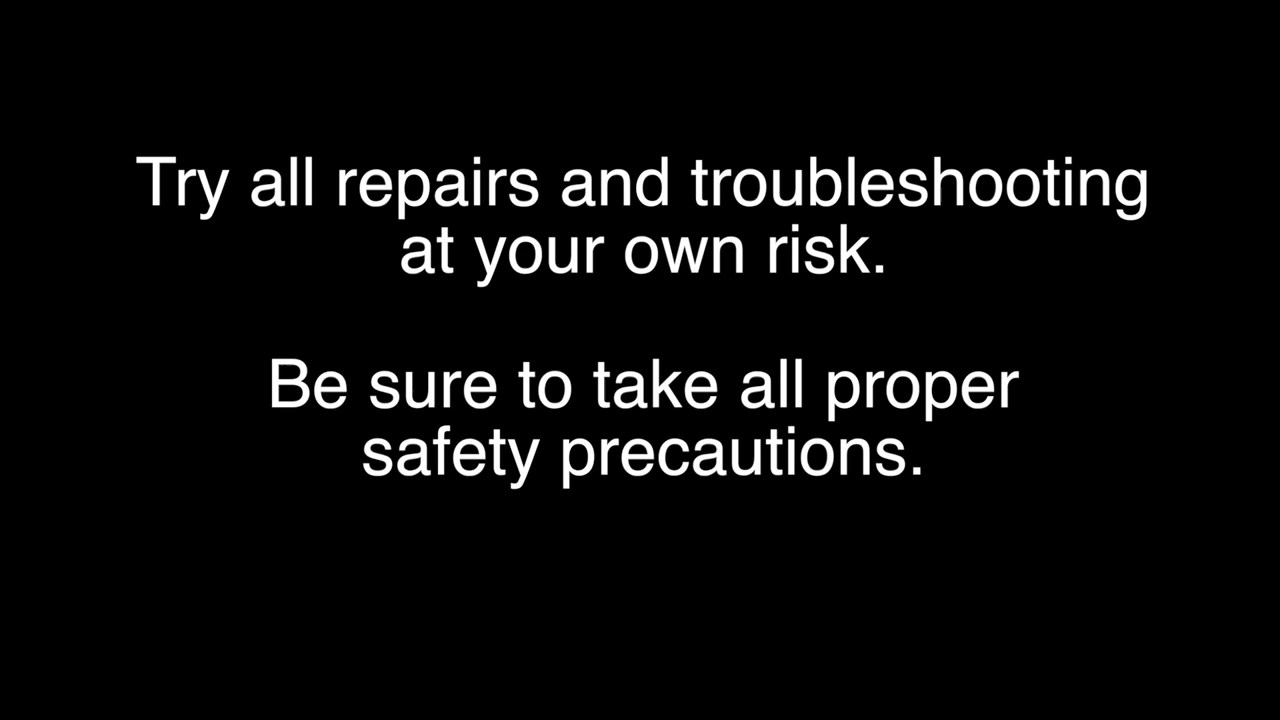 Try all repairs and troubleshooting
at your own risk.
Be sure to take all proper
safety precautions.